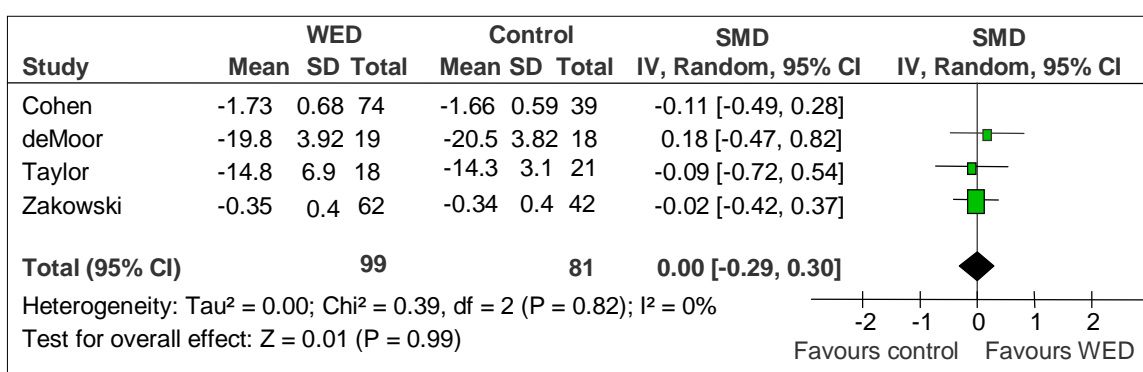 WED Control SMD SMD
Study Mean SD Total Mean SD Total IV, Random, 95% CI IV, Random, 95% CI
Cohen -1.73 0.68 74 -1.66 0.59 39 -0.11 [-0.49, 0.28]
deMoor -19.8 3.92 19 -20.5 3.82 18 0.18 [-0.47, 0.82]
Taylor -14.8 6.9 18 -14.3 3.1 21 -0.09 [-0.72, 0.54]
Zakowski -0.35 0.4 62 -0.34 0.4 42 -0.02 [-0.42, 0.37]
Total (95% CI) 99 81 0.00 [-0.29, 0.30]
Heterogeneity: Tau² = 0.00; Chi² = 0.39, df = 2 (P = 0.82); I² = 0%
Test for overall effect: Z = 0.01 (P = 0.99)
-2 -1 0 1 2
Favours control Favours WED